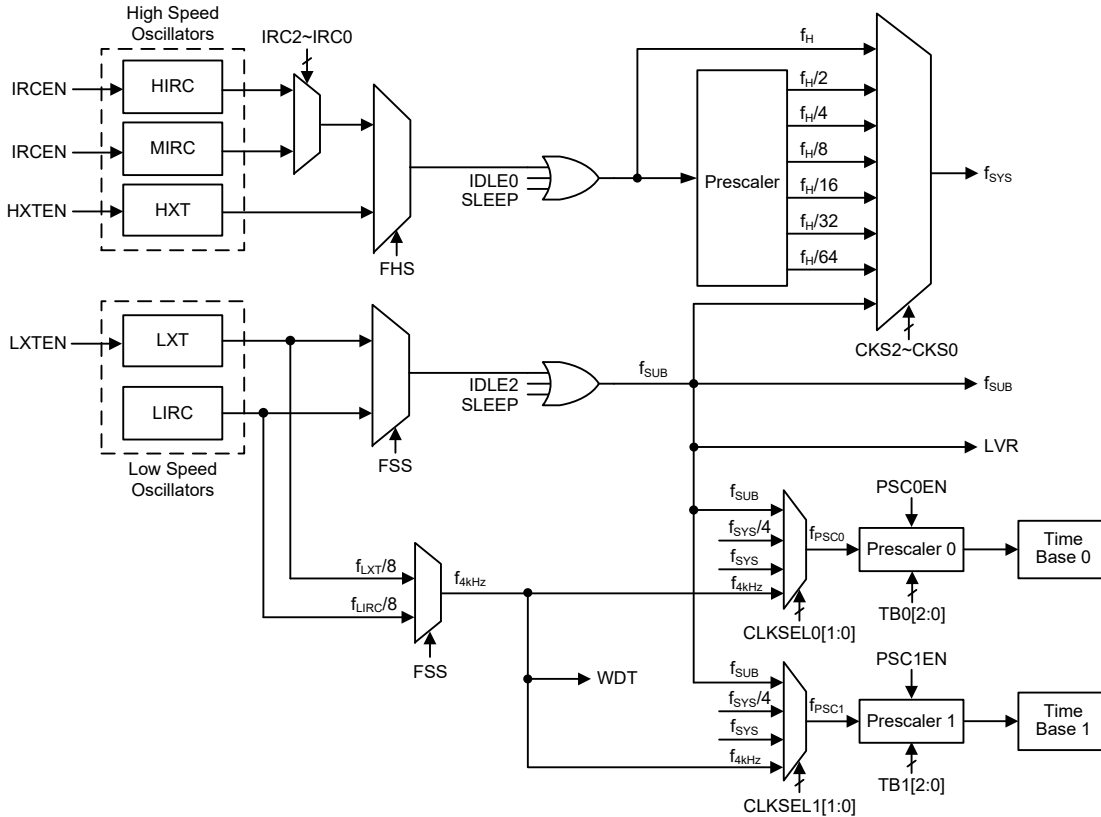 High Speed
Oscillators
IRC2~IRC0
IRCEN
HIRC
IRCEN
MIRC
HXTEN
HXT
FHS
IDLE0
SLEEP
fH
Prescaler
fH/2
fH/4
fH/8
fH/16
fH/32
fH/64
fSYS
CKS2~CKS0
LXTEN
LXT
LIRC
Low Speed
Oscillators
FSS
IDLE2
SLEEP
fSUB
fSUB
LVR
fLXT/8
fLIRC/8
FSS
f4kHz
WDT
fSUB
fSYS/4
fSYS
f4kHz
CLKSEL0[1:0]
fPSC0
PSC0EN
Prescaler 0
TB0[2:0]
Time
Base 0
fSUB
fSYS/4
fSYS
f4kHz
CLKSEL1[1:0]
fPSC1
PSC1EN
Prescaler 1
TB1[2:0]
Time
Base 1